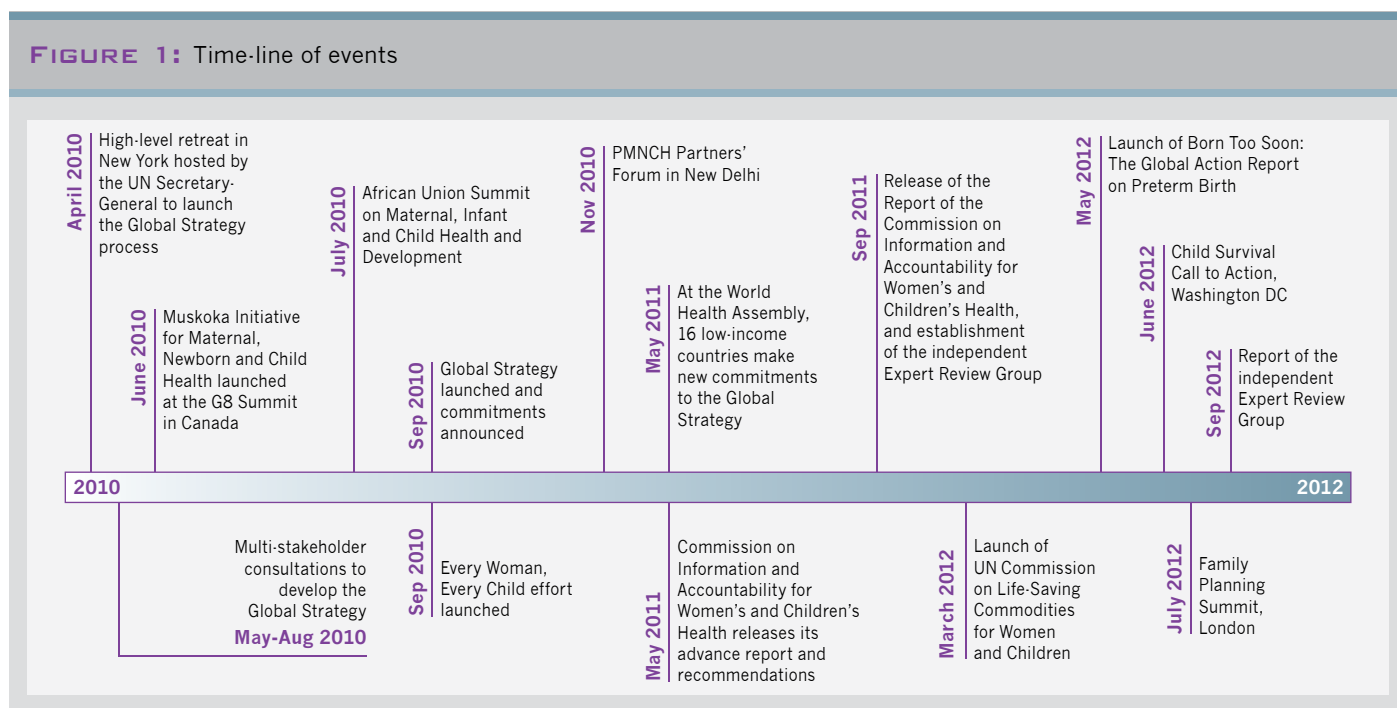 FIGURE 1: Time-line of events
April 2010
High-level retreat in
New York hosted by
the UN Secretary-
General to launch
the Global Strategy
process
June 2010
Muskoka Initiative
for Maternal,
Newborn and Child
Health launched
at the G8 Summit
in Canada
July 2010
African Union Summit
on Maternal, Infant
and Child Health and
Development
Sep 2010
Global Strategy
launched and
commitments
announced
Nov 2010
PMNCH Partners’
Forum in New Delhi
May 2011
At the World
Health Assembly,
16 low-income
countries make
new commitments
to the Global
Strategy
Sep 2011
Release of the
Report of the
Commission on
Information and
Accountability for
Women’s and
Children’s Health,
and establishment
of the independent
Expert Review Group
May 2012
Launch of Born Too Soon:
The Global Action Report
on Preterm Birth
June 2012
Child Survival
Call to Action,
Washington DC
Sep 2012
Report of the
independent
Expert Review
Group
2010
2012
Multi-stakeholder
consultations to
develop the
Global Strategy
May-Aug 2010
Sep 2010
Every Woman,
Every Child effort
launched
May 2011
Commission on
Information and
Accountability for
Women’s and Children’s
Health releases its
advance report and
recommendations
March 2012
Launch of
UN Commission
on Life-Saving
Commodities
for Women
and Children
July 2012
Family
Planning
Summit,
London